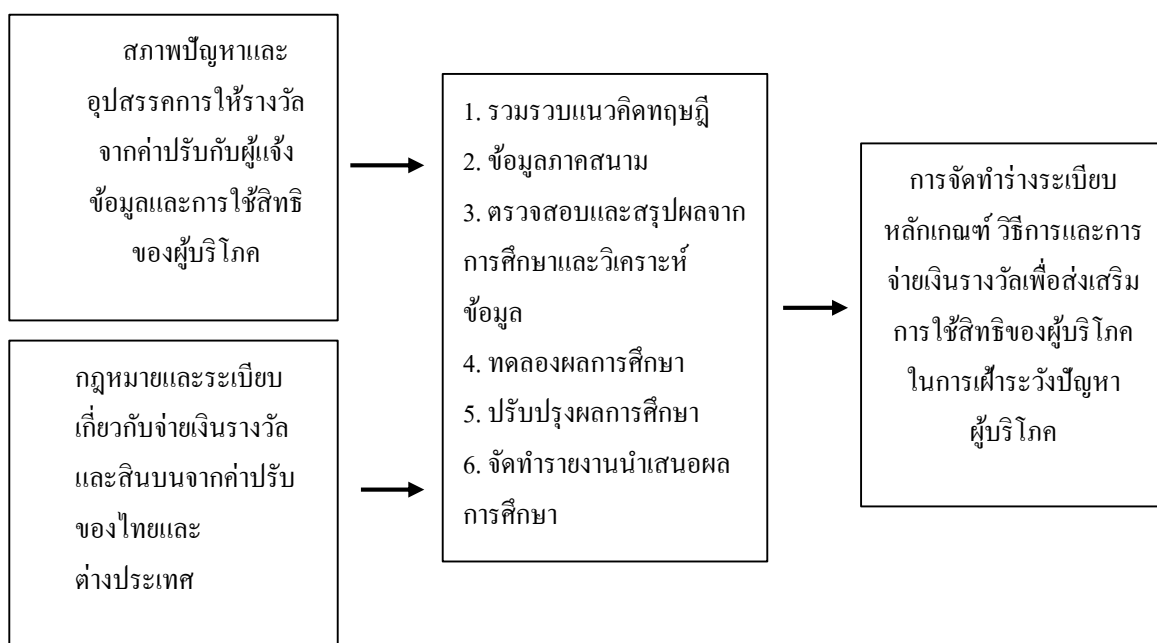 สภาพปัญหาและ
อุปสรรคการให้รางวัล
จากค่าปรับกับผู้แจ้ง
ข้อมูลและการใช้สิทธิ
ของผู้บริโภค
กฎหมายและระเบียบ
เกี่ยวกับจ่ายเงินรางวัล
และสินบนจากค่าปรับ
ของไทยและ
ต่างประเทศ
1. รวมรวบแนวคิดทฤษฎี
2. ข้อมูลภาคสนาม
3. ตรวจสอบและสรุปผลจาก
การศึกษาและวิเคราะห์
ข้อมูล
4. ทดลองผลการศึกษา
5. ปรับปรุงผลการศึกษา
6. จัดทำรายงานนำเสนอผล
การศึกษา
การจัดทำร่างระเบียบ
หลักเกณฑ์ วิธีการและการ
จ่ายเงินรางวัลเพื่อส่งเสริม
การใช้สิทธิของผู้บริโภค
ในการเฝ้าระวังปัญหา
ผู้บริโภค